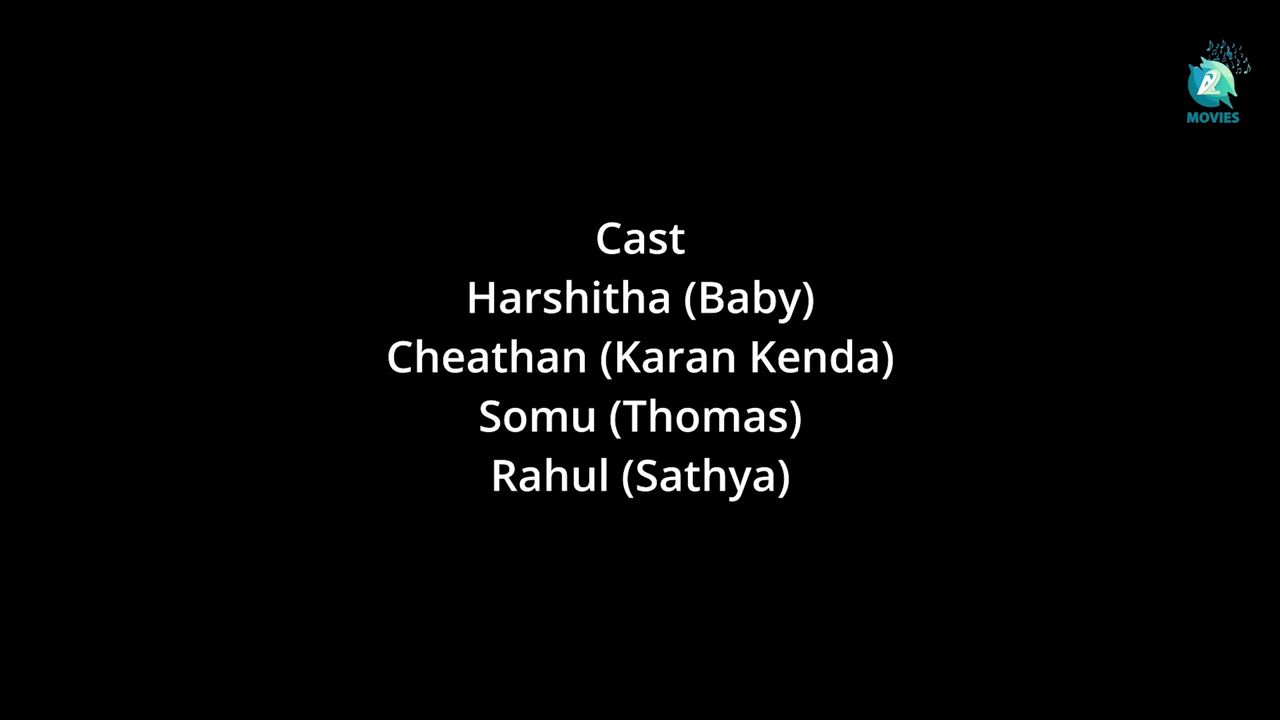 MOVIES
Cast
Harshitha (Baby)
Cheathan (Karan Kenda)
Somu (Thomas)
Rahul (Sathya)